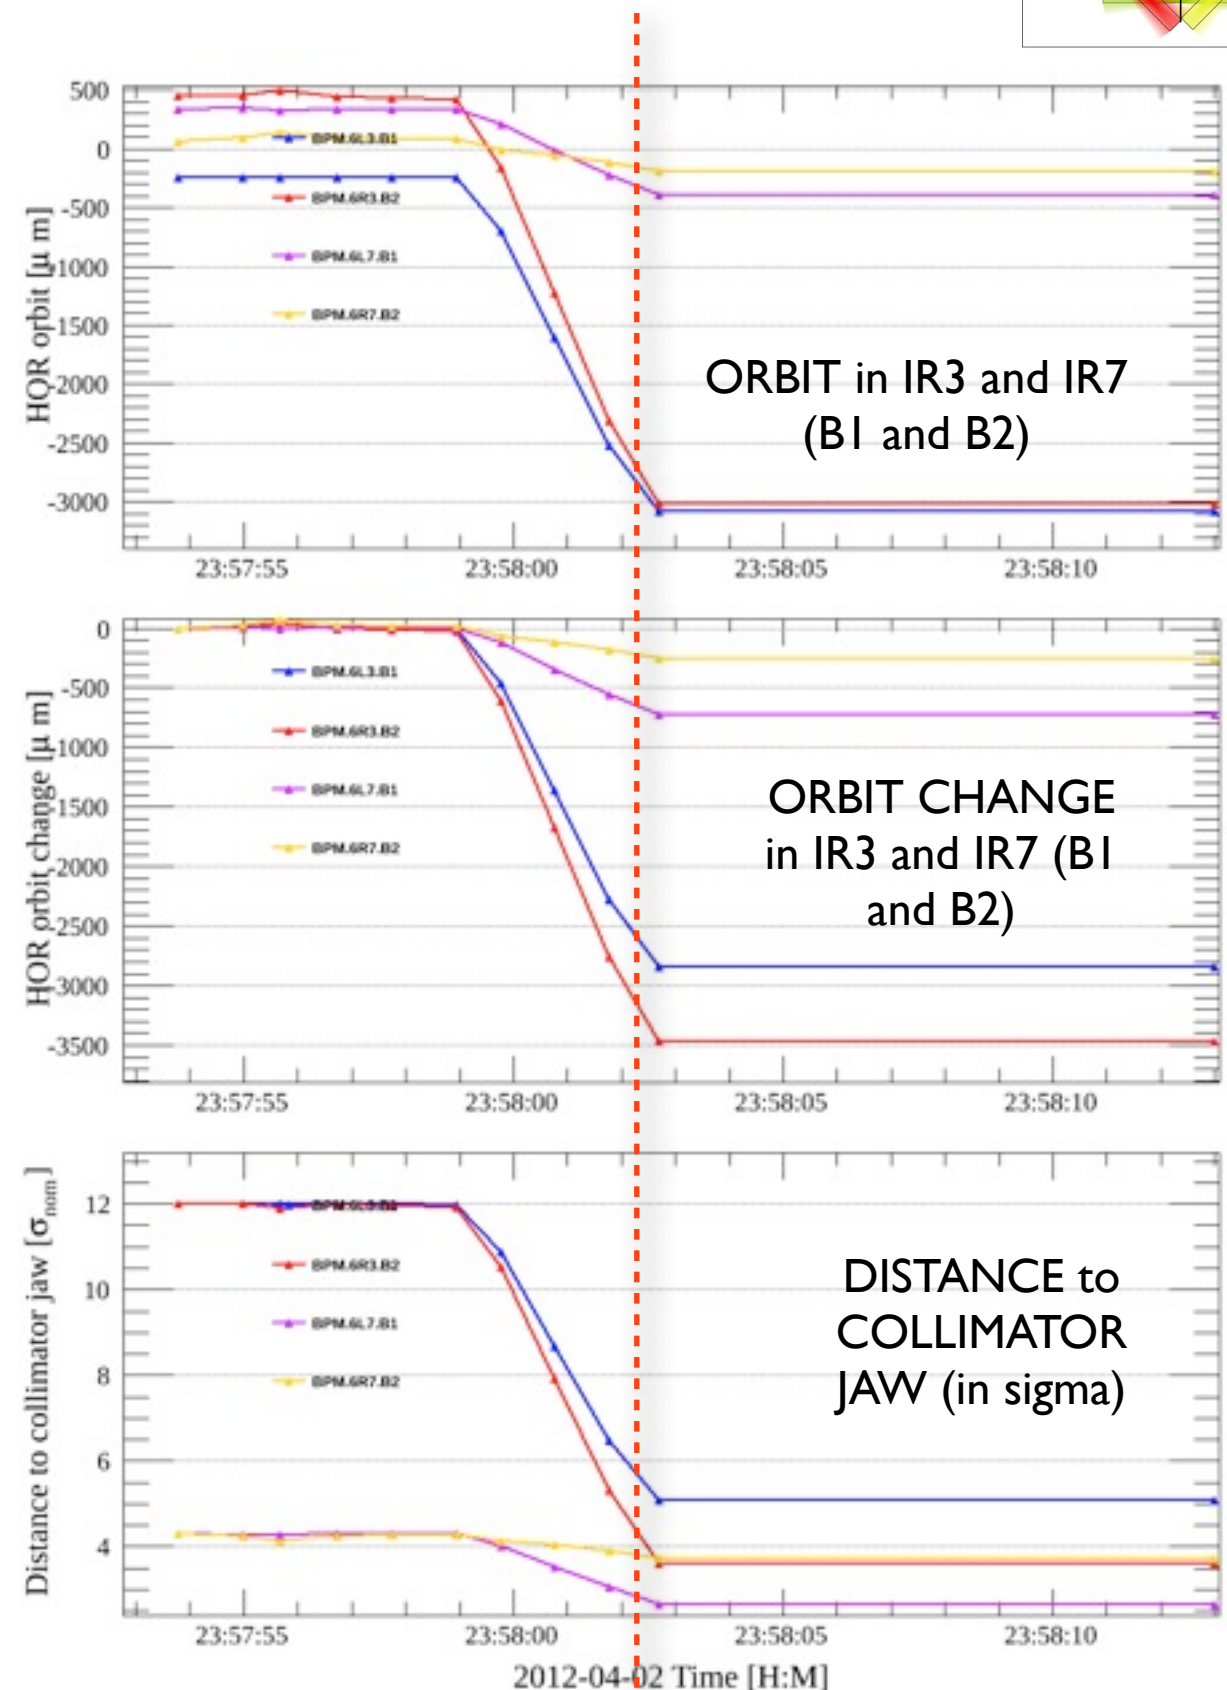 500
0
-500
-1000
-1500
-2000
-2500
-3000
HOR orbit [μ m]
BPM.6L3.B1
BPM.6R3.B2
BPM.6L7.B1
BPM.6R7.B2
ORBIT in IR3 and IR7
(B1 and B2)
23:57:55 23:58:00 23:58:05 23:58:10
0
-500
-1000
-1500
-2000
-2500
-3000
-3500
HOR orbit change [μ m]
BPM.6L3.B1
BPM.6R3.B2
BPM.6L7.B1
BPM.6R7.B2
ORBIT CHANGE
in IR3 and IR7 (B1
and B2)
23:57:55 23:58:00 23:58:05 23:58:10
12
10
8
6
4
Distance to collimator jaw [σnom]
BPM.6L3.B1
BPM.6R3.B2
BPM.6L7.B1
BPM.6R7.B2
DISTANCE to
COLLIMATOR
JAW (in sigma)
23:57:55 23:58:00 23:58:05 23:58:10
2012-04-02 Time [H:M]